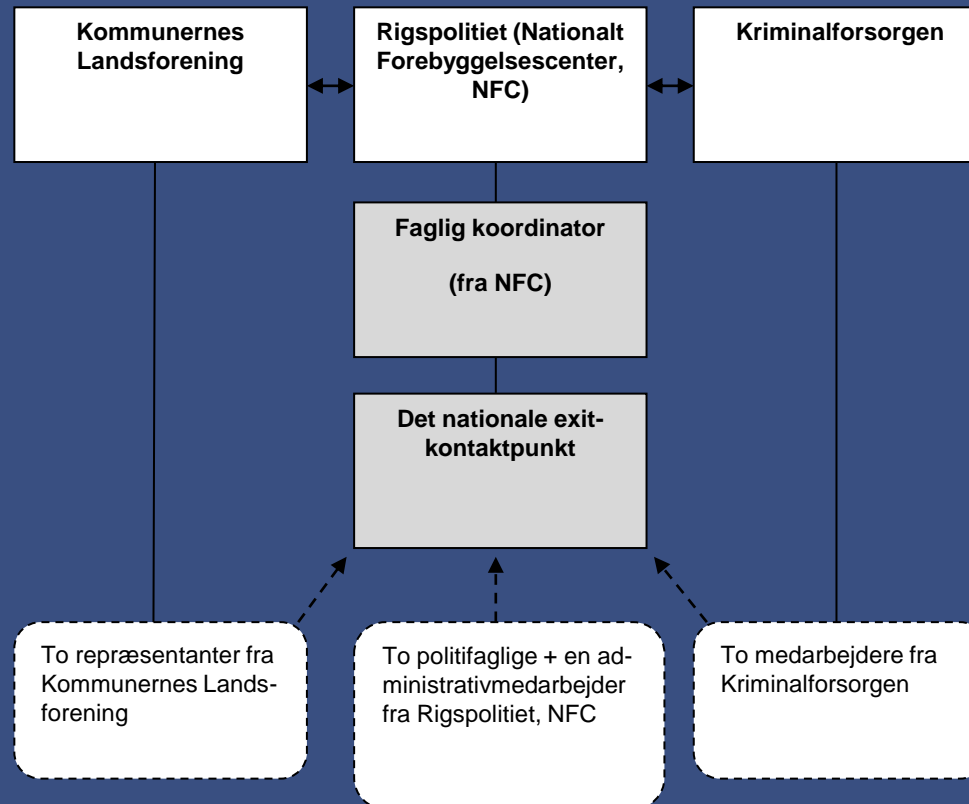 Kommunernes
Landsforening
Rigspolitiet (Nationalt
Forebyggelsescenter,
NFC)
Kriminalforsorgen
Faglig koordinator
(fra NFC)
Det nationale exit-
kontaktpunkt
To repræsentanter fra
Kommunernes Lands-
forening
To politifaglige + en ad-
ministrativmedarbejder
fra Rigspolitiet, NFC
To medarbejdere fra
Kriminalforsorgen